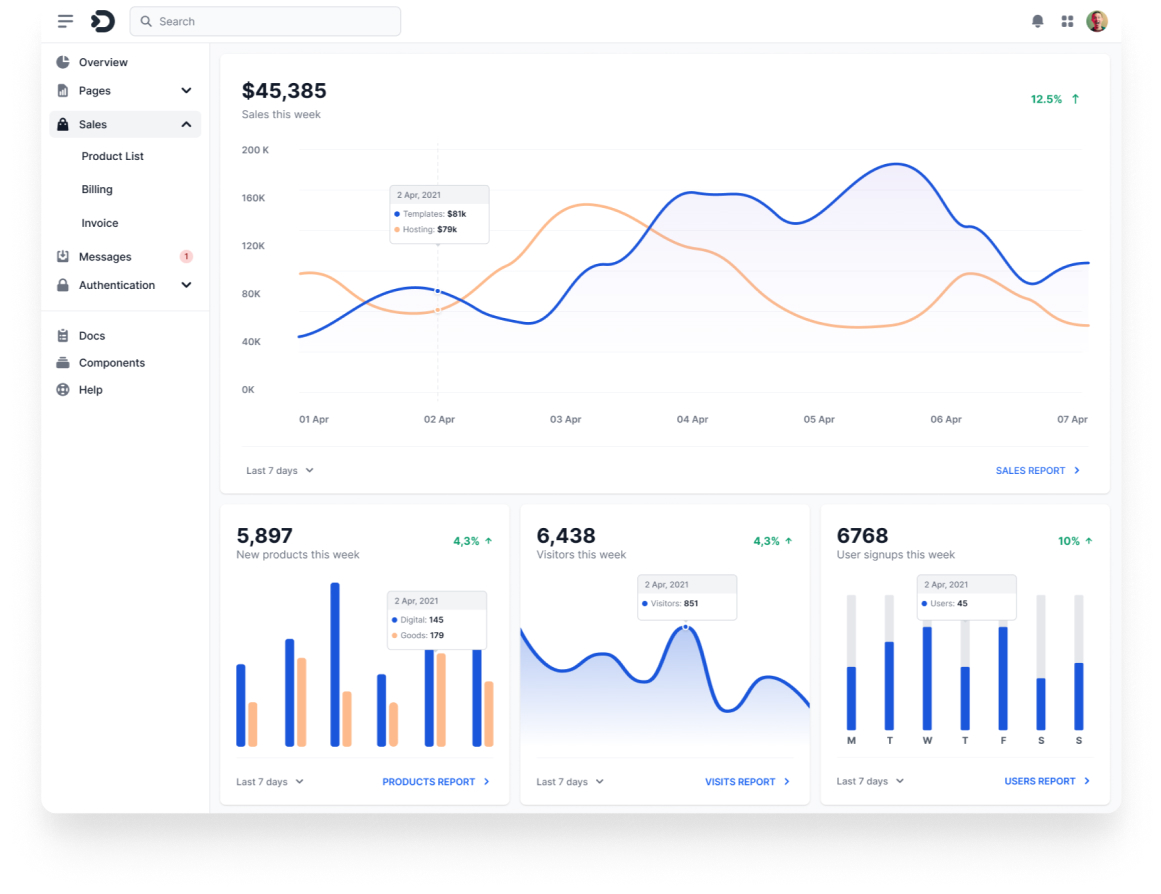 Search
Overview
Pages
Sales
Product List
Billing
Invoice
Messages 1
Authentication
Docs
Components
Help
$45,385
Sales this week
12.5%
200 K
160K
120K
80K
40K
0K
2 Apr, 2021
Templates: $81k
Hosting: $79k
01 Apr 02 Apr 03 Apr 04 Apr 05 Apr 06 Apr 07 Apr
Last 7 days
SALES REPORT
5,897
New products this week
4,3%
2 Apr, 2021
Digital: 145
Goods: 179
Last 7 days
PRODUCTS REPORT
6,438
Visitors this week
4,3%
2 Apr, 2021
Visitors: 851
Last 7 days
VISITS REPORT
6768
User signups this week
10%
2 Apr, 2021
Users: 45
M T W T F S S
Last 7 days
USERS REPORT